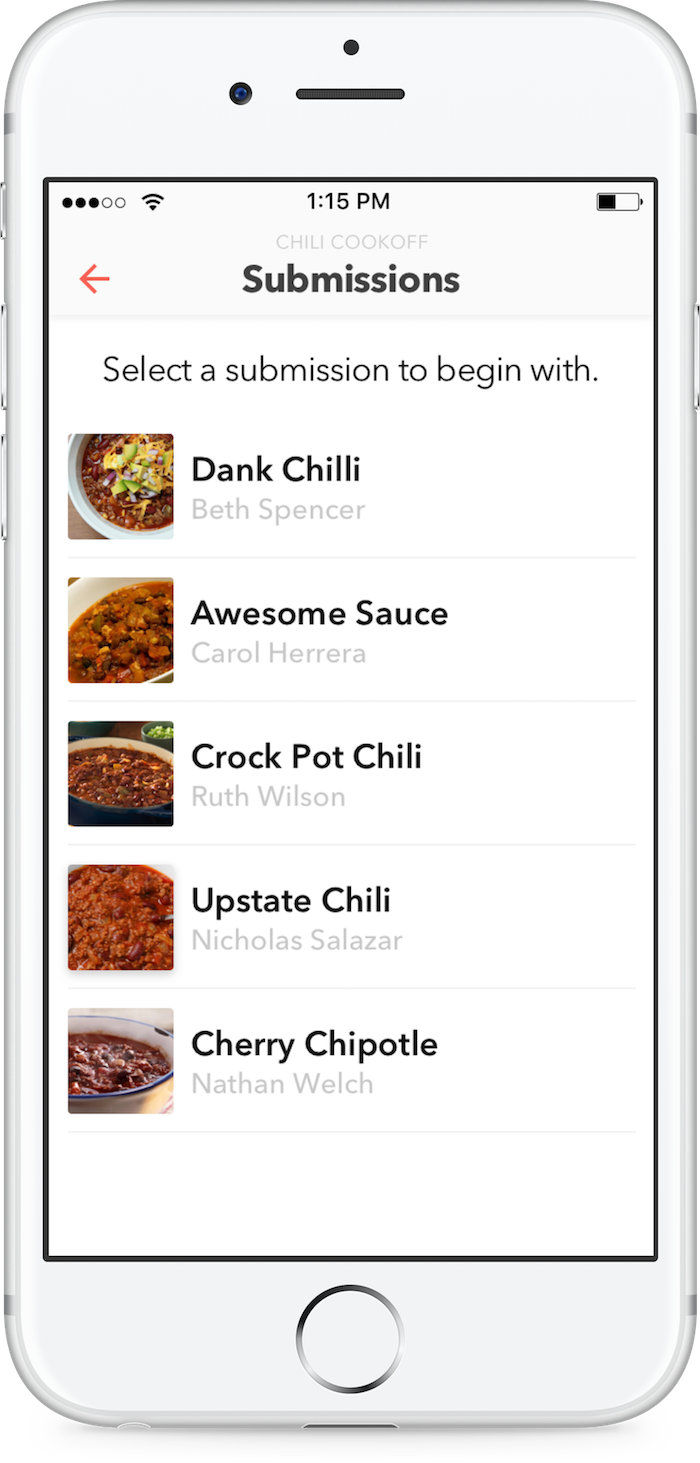 1:15 PM
CHILI COOKOFF
Submissions
Select a submission to begin with.
Dank Chilli
Beth Spencer
Awesome Sauce
Carol Herrera
Crock Pot Chili
Ruth Wilson
Upstate Chili
Nicholas Salazar
Cherry Chipotle
Nathan Welch